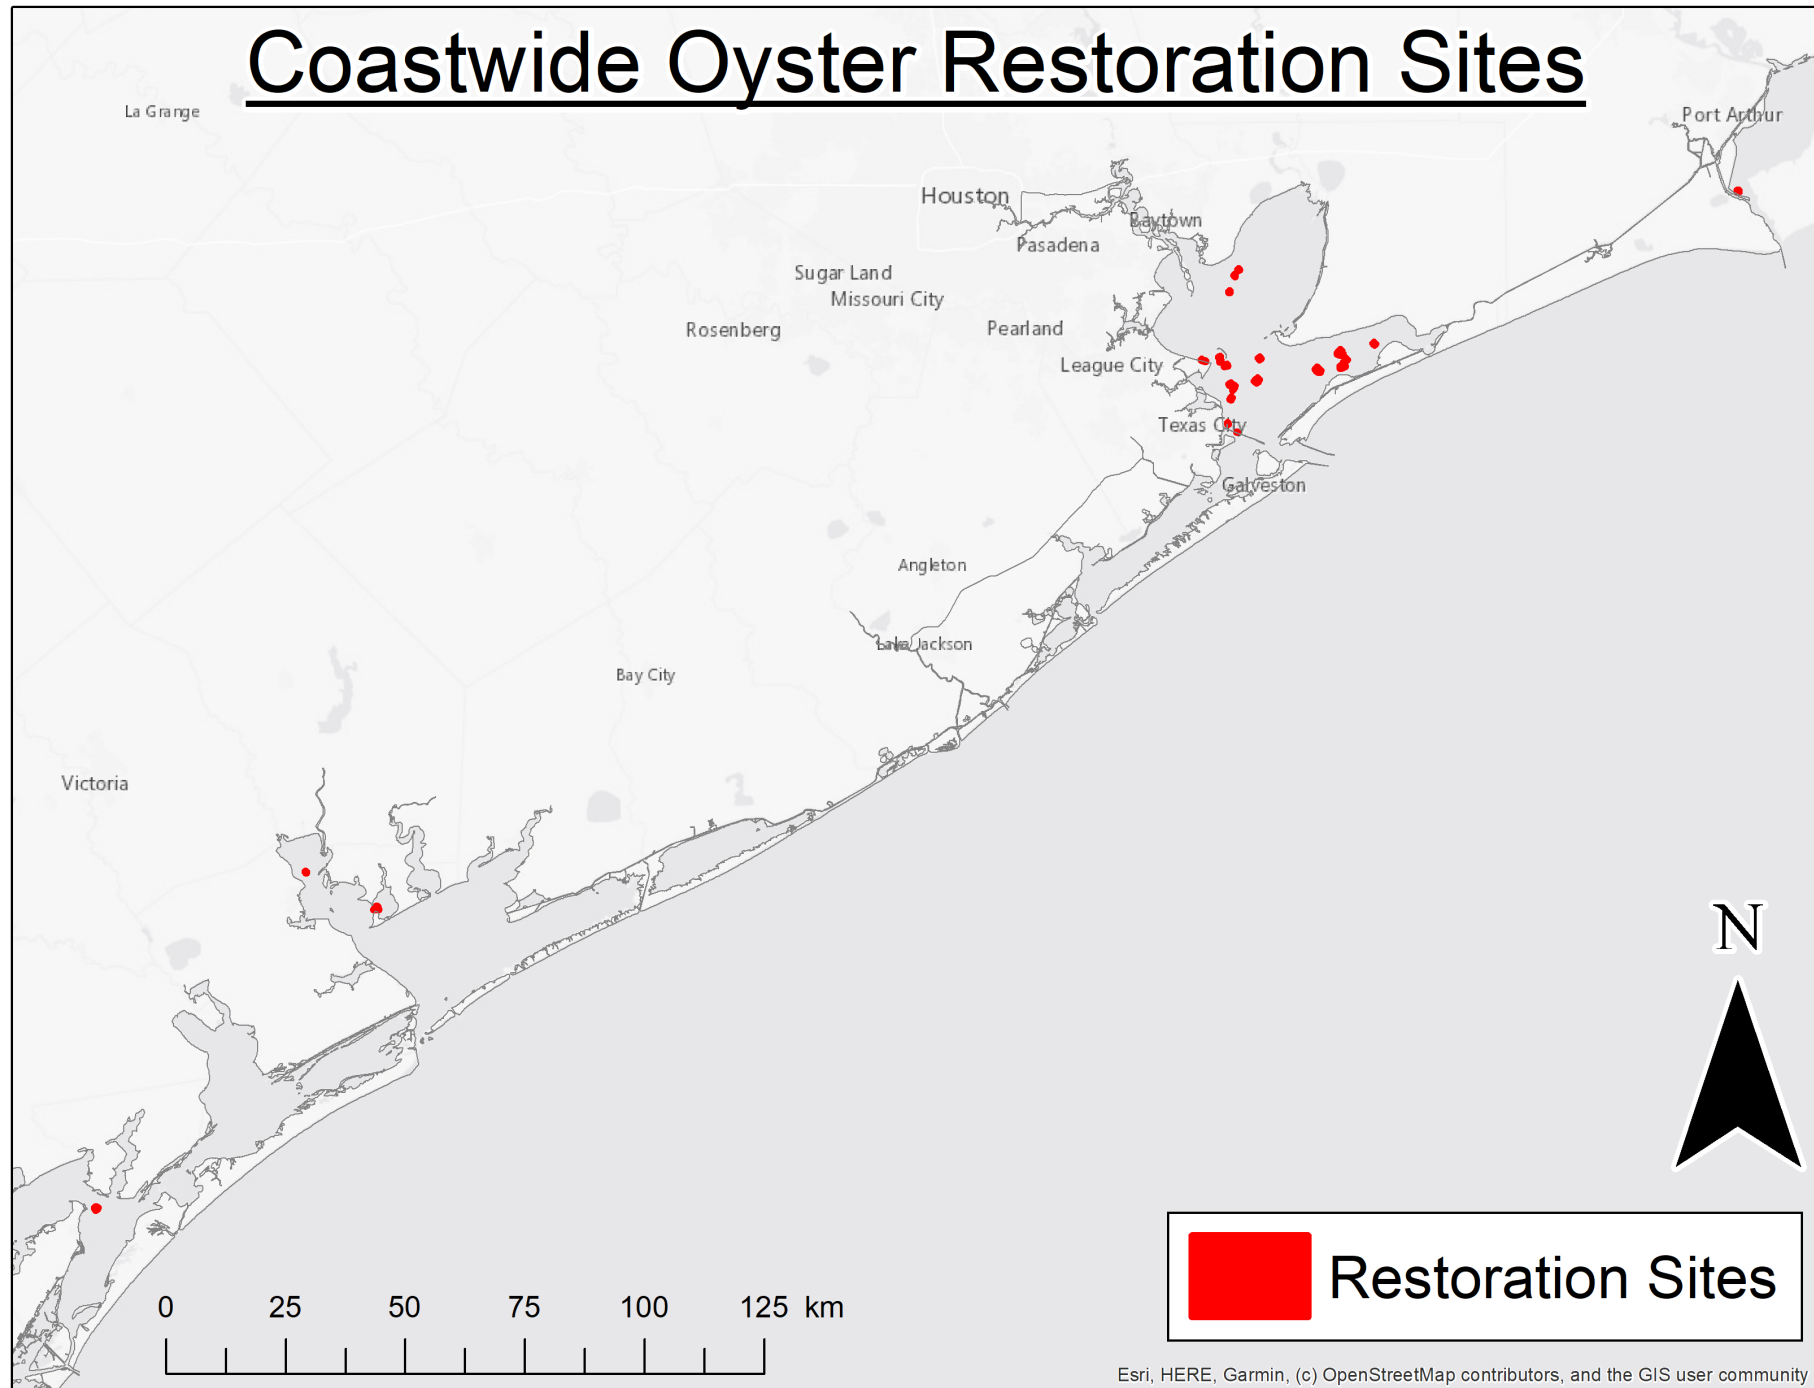 Coastwide Oyster Restoration Sites
La Grange
Port Arthur
Houston
Baytown
Pasadena
Sugar Land
Missouri City
Rosenberg
Pearland
League City
Texas City
Galveston
Angleton
Lake Jackson
Bay City
Victoria
N
Restoration Sites
0 25 50 75 100 125 km
Esri, HERE, Garmin, (c) OpenStreetMap contributors, and the GIS user community